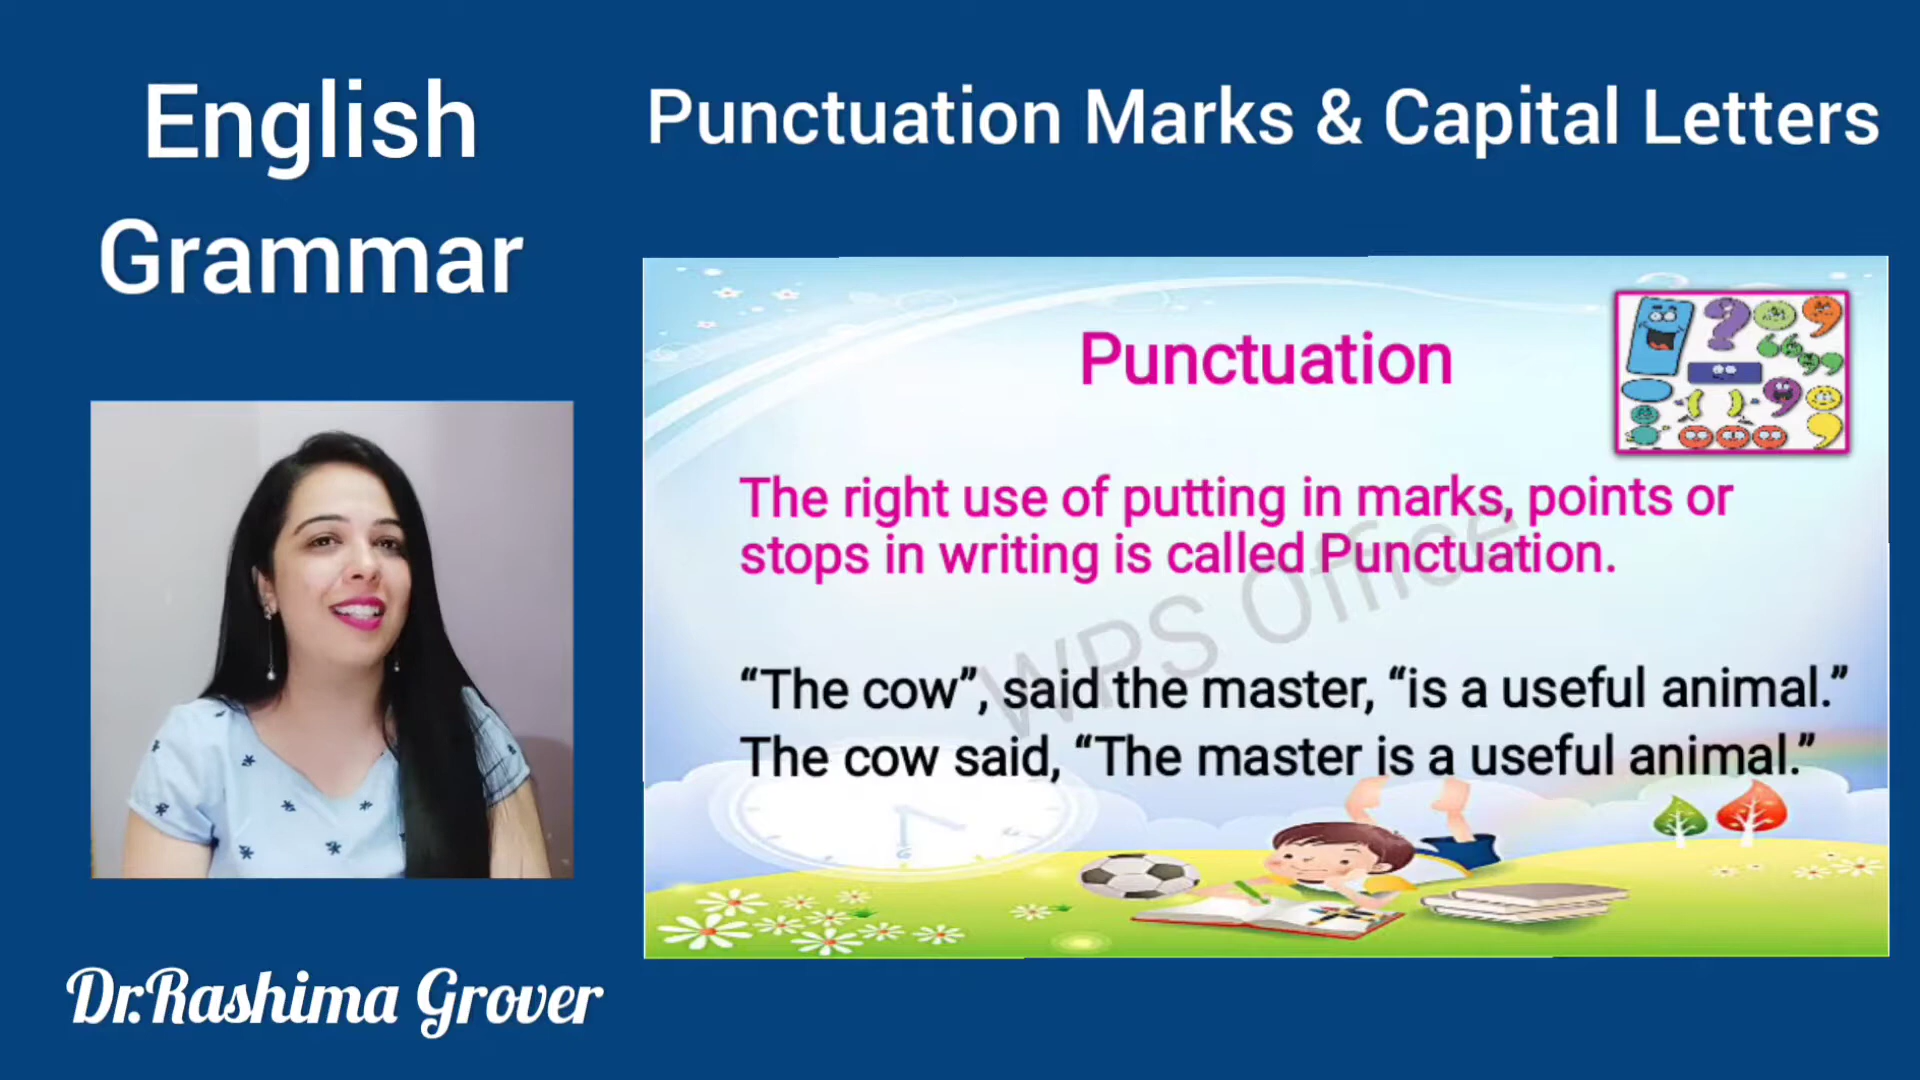 English
Grammar
Punctuation Marks & Capital Letters
Punctuation
The right use of putting in marks, points or
stops in writing is called Punctuation.
WPS Office
“The cow”, said the master, “is a useful animal.”
The cow said, “The master is a useful animal.”
Dr.Rashima Grover